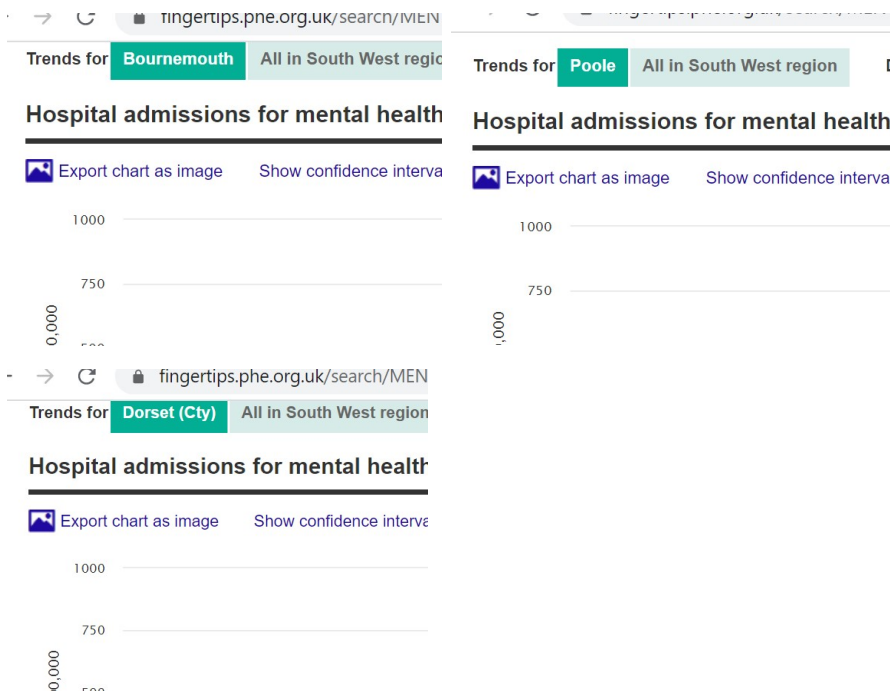 fingertips.phe.org.uk/search/MEN
Trends for Bournemouth All in South West regio
Hospital admissions for mental health
Export chart as image Show confidence interva
1000
750
0,000
Trends for Poole All in South West region
Hospital admissions for mental health
Export chart as image Show confidence interva
1000
750
,000
fingertips.phe.org.uk/search/MEN
Trends for Dorset (Cty) All in South West region
Hospital admissions for mental health
Export chart as image Show confidence interva
1000
750
0,000
500